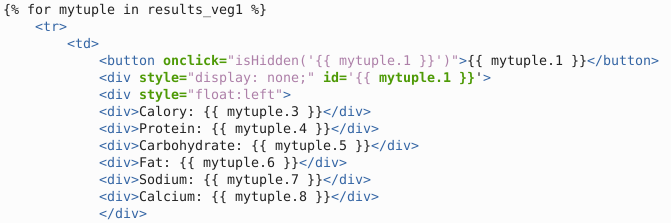 {% for mytuple in results_veg1 %}
<tr>
<td>
<button onclick="isHidden('{{ mytuple.1 }}')">{{ mytuple.1 }}</button>
<div style="display: none;" id='{{ mytuple.1 }}'>
<div style="float:left">
<div>Calory: {{ mytuple.3 }}</div>
<div>Protein: {{ mytuple.4 }}</div>
<div>Carbohydrate: {{ mytuple.5 }}</div>
<div>Fat: {{ mytuple.6 }}</div>
<div>Sodium: {{ mytuple.7 }}</div>
<div>Calcium: {{ mytuple.8 }}</div>
</div>